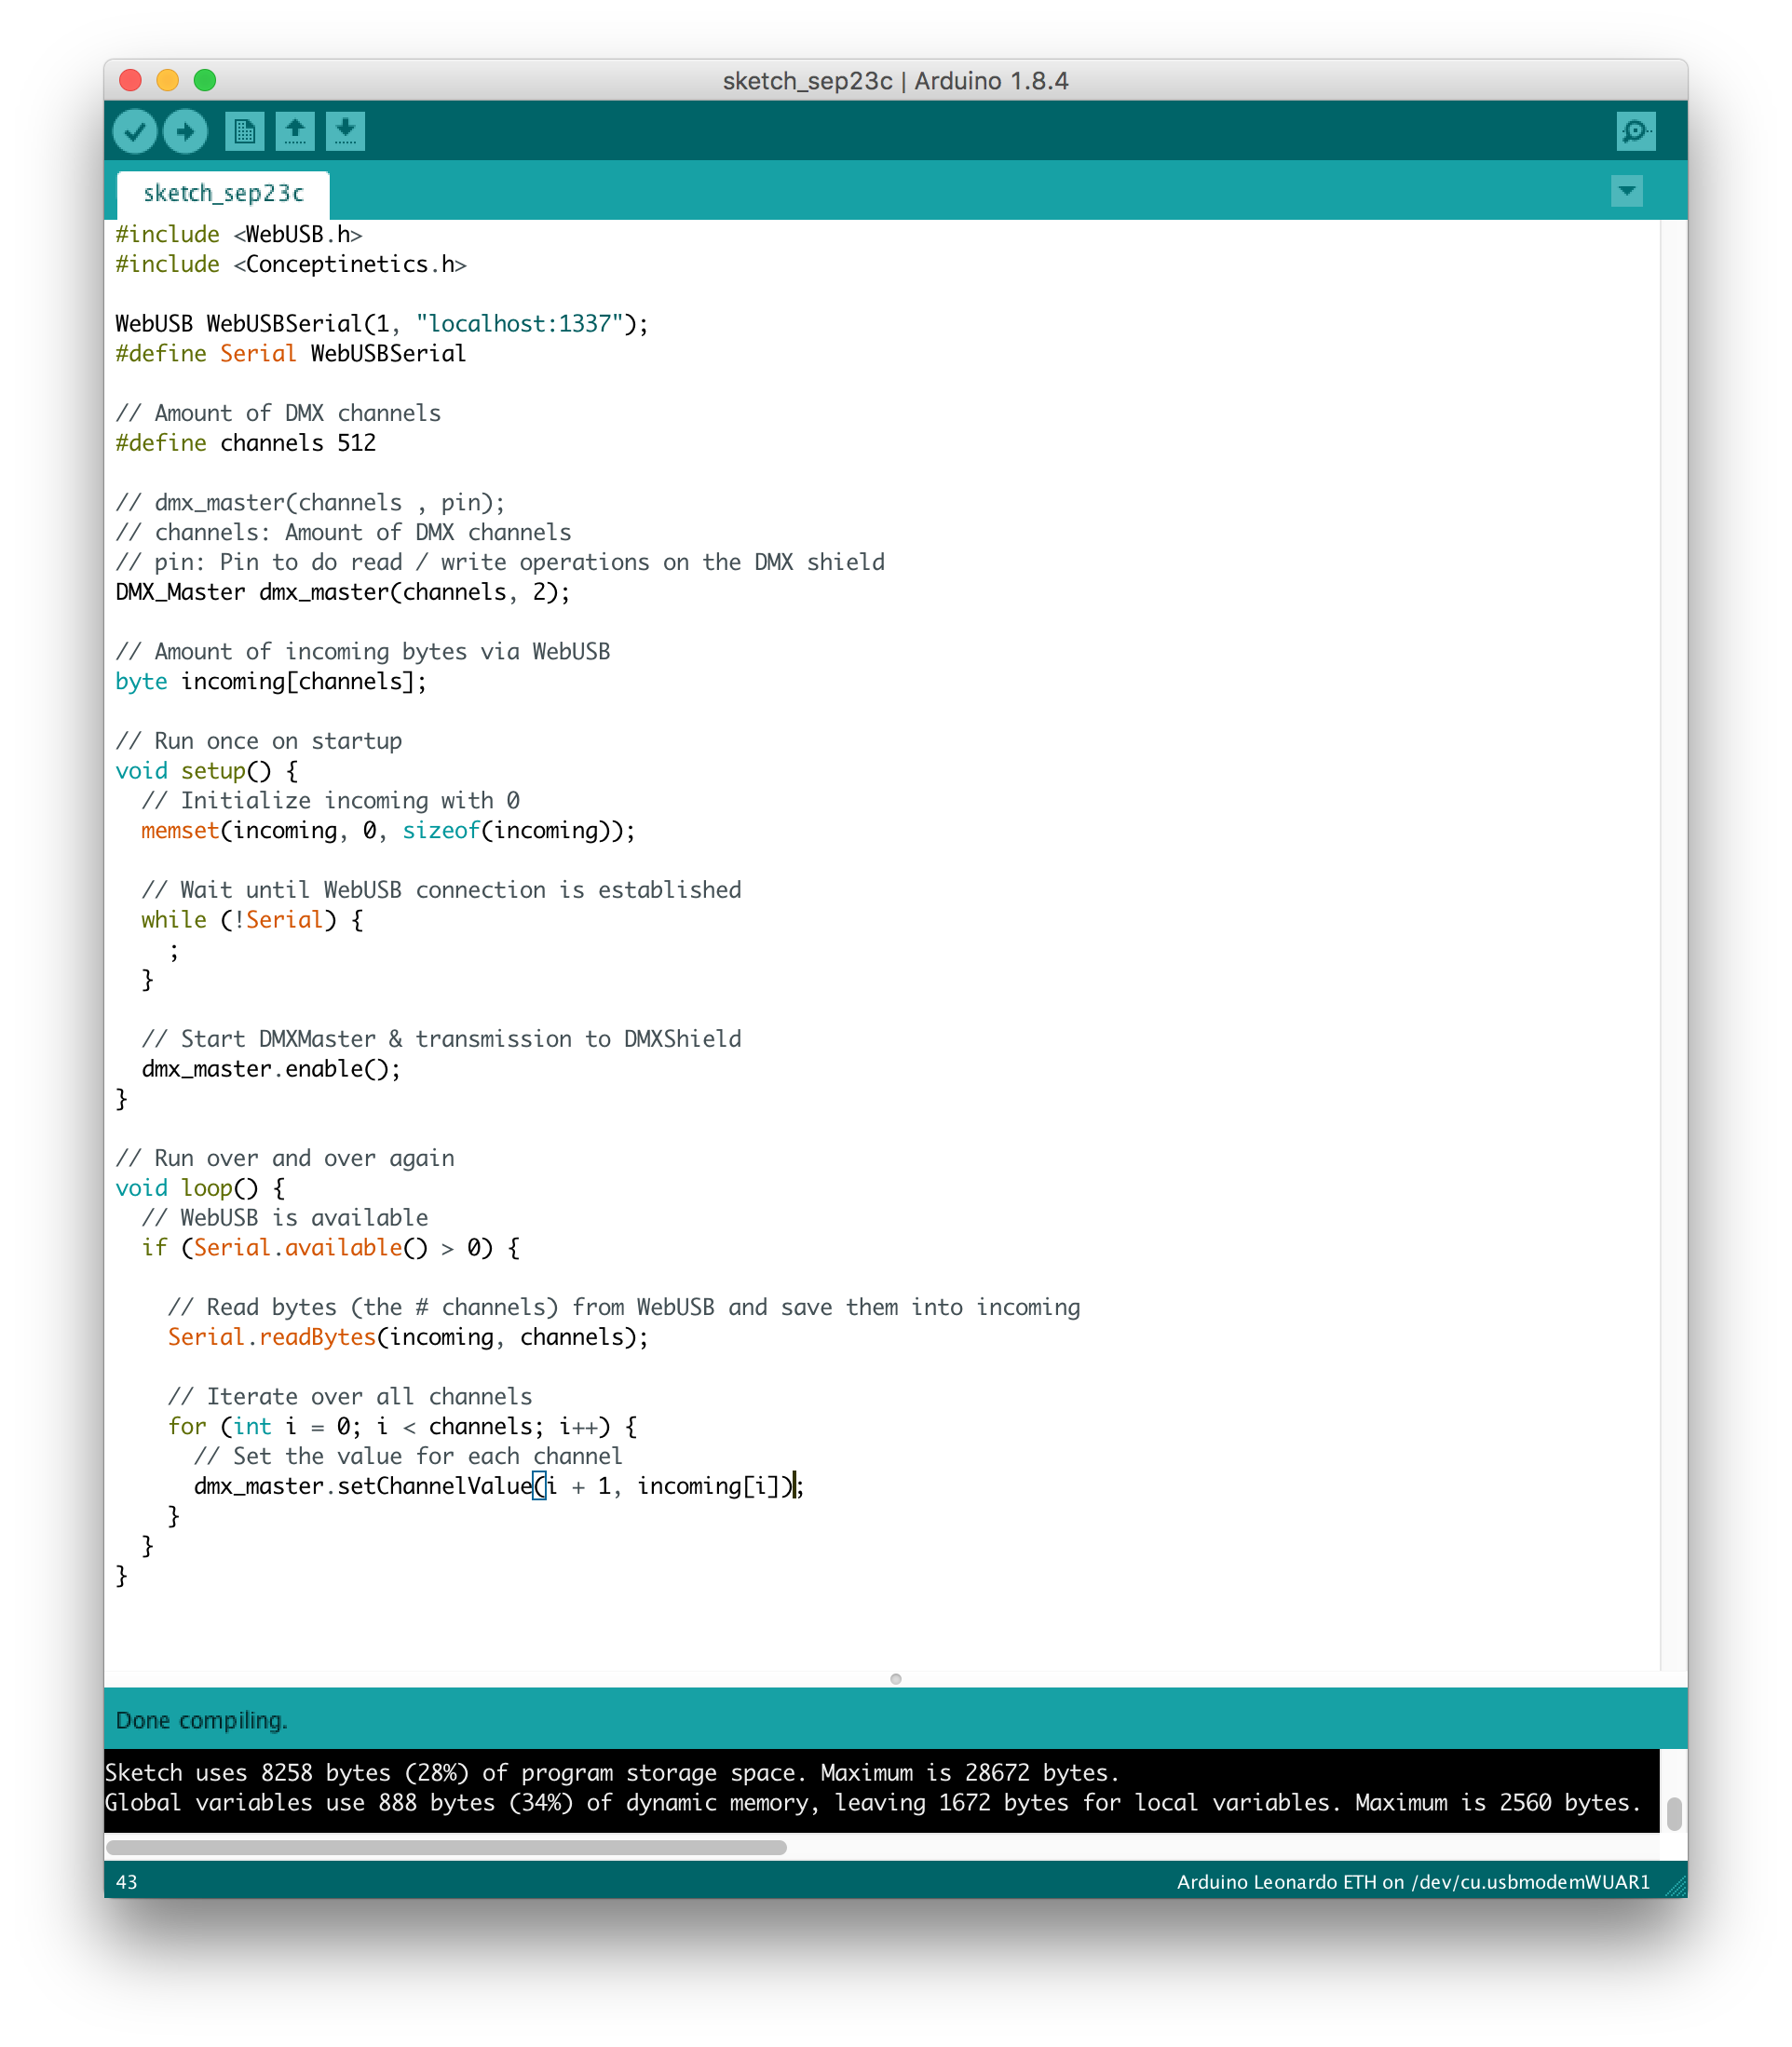 sketch_sep23c | Arduino 1.8.4
sketch_sep23c
#include <WebUSB.h>
#include <Conceptinetics.h>

WebUSB WebUSBSerial(1, "localhost:1337");
#define Serial WebUSBSerial

// Amount of DMX channels
#define channels 512

// dmx_master(channels , pin);
// channels: Amount of DMX channels
// pin: Pin to do read / write operations on the DMX shield
DMX_Master dmx_master(channels, 2);

// Amount of incoming bytes via WebUSB
byte incoming[channels];

// Run once on startup
void setup() {
  // Initialize incoming with 0
  memset(incoming, 0, sizeof(incoming));

  // Wait until WebUSB connection is established
  while (!Serial) {
    ;
  }

  // Start DMXMaster & transmission to DMXShield
  dmx_master.enable();
}

// Run over and over again
void loop() {
  // WebUSB is available
  if (Serial.available() > 0) {

    // Read bytes (the # channels) from WebUSB and save them into incoming
    Serial.readBytes(incoming, channels);

    // Iterate over all channels
    for (int i = 0; i < channels; i++) {
      // Set the value for each channel
      dmx_master.setChannelValue(i + 1, incoming[i]);
    }
  }
}
Done compiling.
Sketch uses 8258 bytes (28%) of program storage space. Maximum is 28672 bytes.
Global variables use 888 bytes (34%) of dynamic memory, leaving 1672 bytes for local variables. Maximum is 2560 bytes.
43
Arduino Leonardo ETH on /dev/cu.usbmodemWUAR1